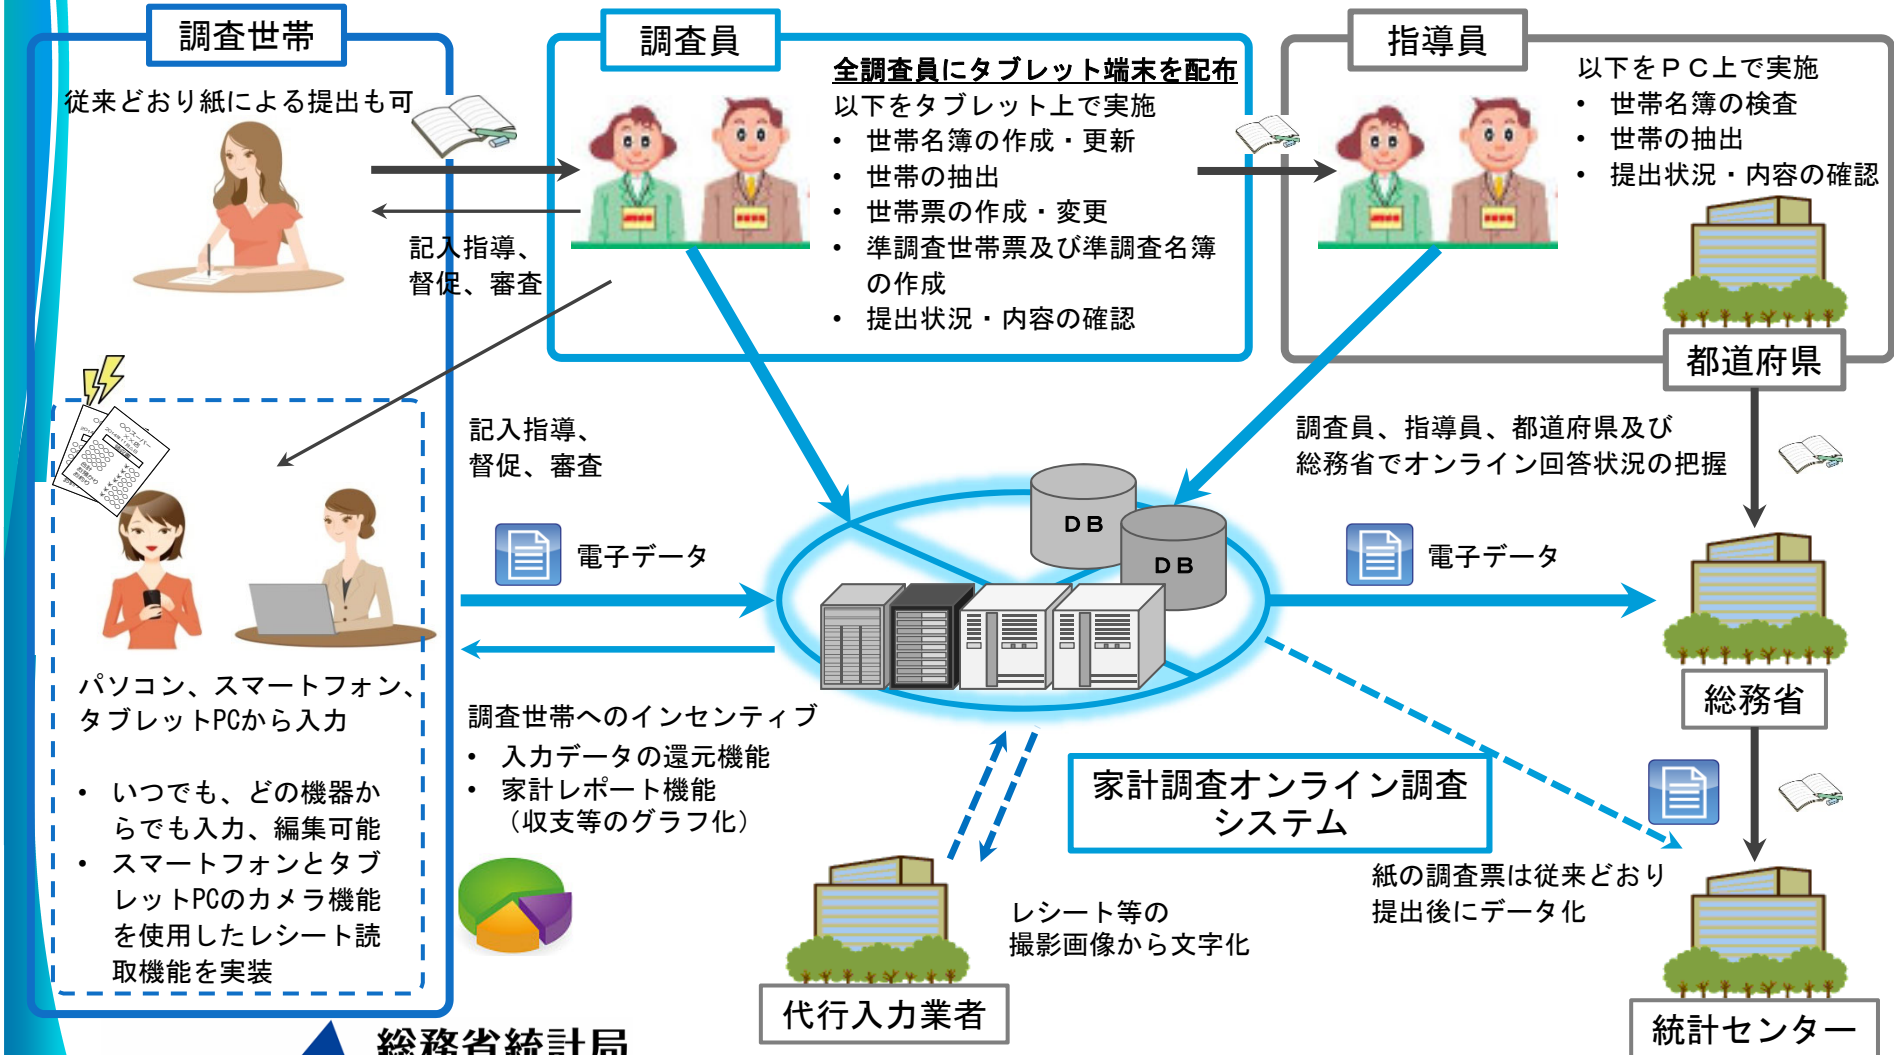 調査世帯
従来どおり紙による提出も可
記入指導、
督促、審査
調査員
全調査員にタブレット端末を配布
以下をタブレット上で実施
• 世帯名簿の作成・更新
• 世帯の抽出
• 世帯票の作成・変更
• 準調査世帯票及び準調査名簿
の作成
• 提出状況・内容の確認
指導員
以下をＰＣ上で実施
• 世帯名簿の検査
• 世帯の抽出
• 提出状況・内容の確認
都道府県
記入指導、
督促、審査
調査員、指導員、都道府県及び
総務省でオンライン回答状況の把握
○○スーパー
電子データ
ＤＢ
ＤＢ
電子データ
総務省
パソコン、スマートフォン、
タブレットPCから入力
• いつでも、どの機器か
らでも入力、編集可能
• スマートフォンとタブ
レットPCのカメラ機能
を使用したレシート読
取機能を実装
調査世帯へのインセンティブ
• 入力データの還元機能
• 家計レポート機能
（収支等のグラフ化）
家計調査オンライン調査
システム
レシート等の
撮影画像から文字化
代行入力業者
紙の調査票は従来どおり
提出後にデータ化
統計センター
総務省統計局